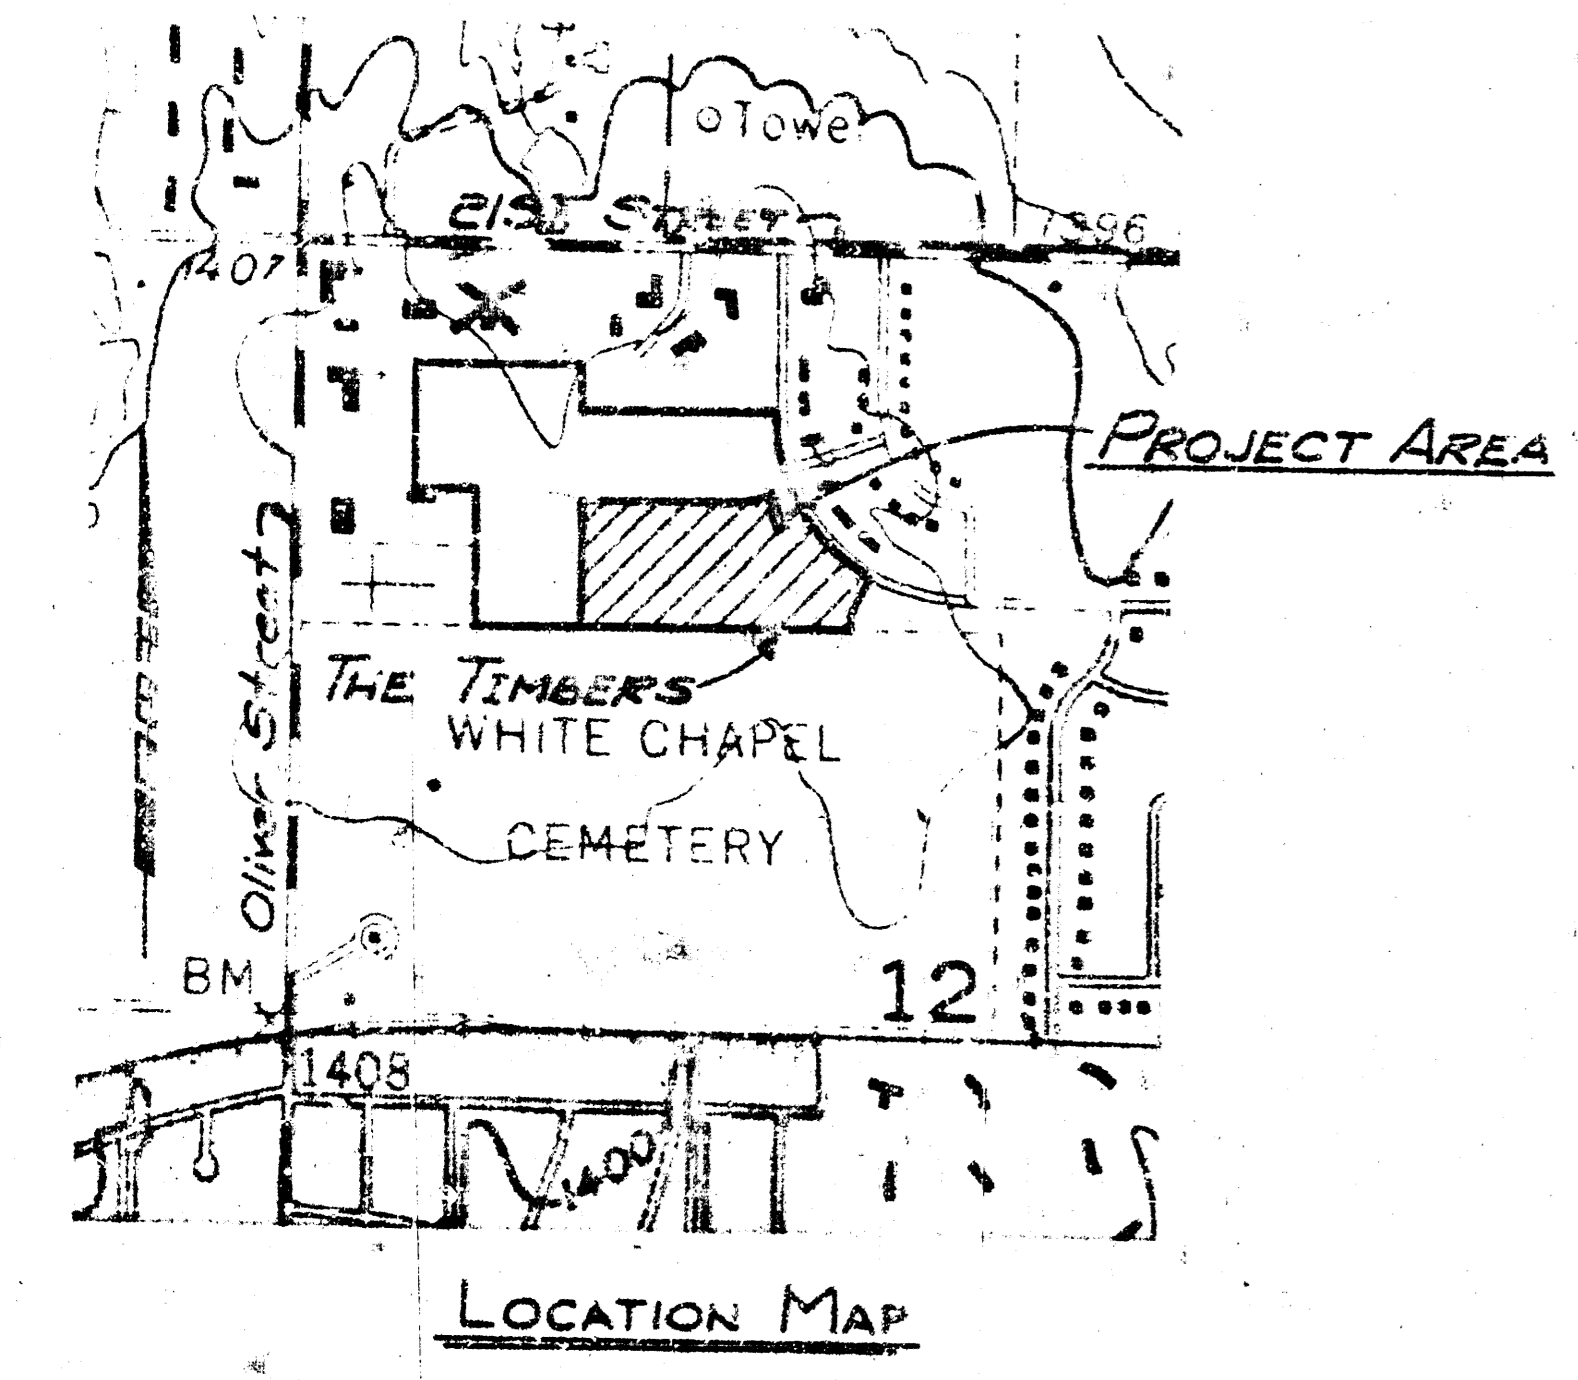 Towe
21ST STREET
1396
1407
PROJECT AREA
Oliver Street
THE TIMBERS
WHITE CHAPEL
CEMETERY
BM
12
1408
1400
LOCATION MAP